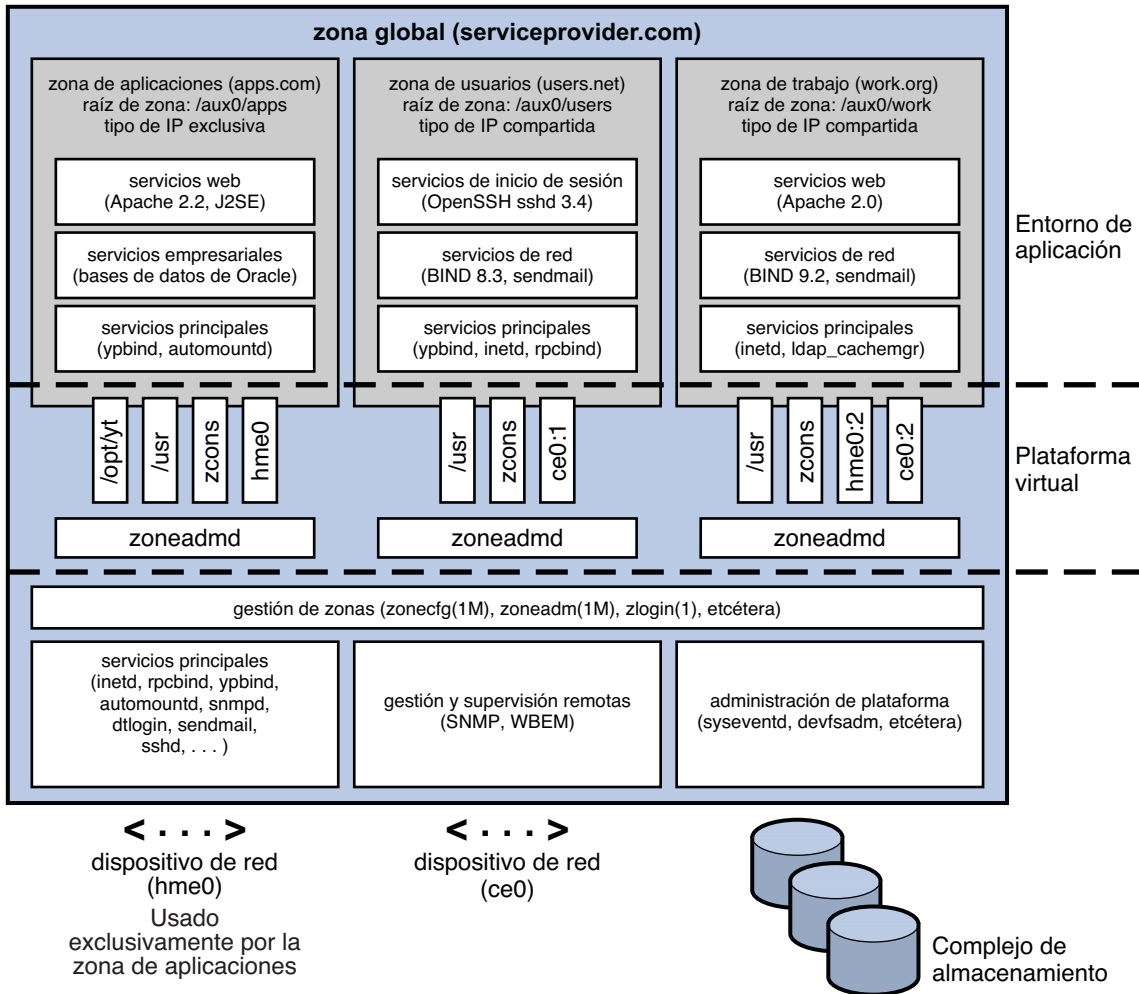 zona global (serviceprovider.com)
zona de aplicaciones (apps.com)
raíz de zona: /aux0/apps
tipo de IP exclusiva
servicios web
(Apache 2.2, J2SE)
servicios empresariales
(bases de datos de Oracle)
servicios principales
(ypbind, automountd)
zona de usuarios (users.net)
raíz de zona: /aux0/users
tipo de IP compartida
servicios de inicio de sesión
(OpenSSH sshd 3.4)
servicios de red
(BIND 8.3, sendmail)
servicios principales
(ypbind, inetd, rpcbind)
zona de trabajo (work.org)
raíz de zona: /aux0/work
tipo de IP compartida
servicios web
(Apache 2.0)
servicios de red
(BIND 9.2, sendmail)
servicios principales
(inetd, ldap_cachemgr)
Entorno de
aplicación
/opt/yt
/usr
zcons
hme0
zoneadmd
/usr
zcons
ce0:1
zoneadmd
/usr
zcons
hme0:2
ce0:2
zoneadmd
Plataforma
virtual
gestión de zonas (zonecfg(1M), zoneadm(1M), zlogin(1), etcétera)
servicios principales
(inetd, rpcbind, ypbind,
automountd, snmpd,
dtlogin, sendmail,
sshd, . . . )
gestión y supervisión remotas
(SNMP, WBEM)
administración de plataforma
(syseventd, devfsadm, etcétera)
<. . .>
dispositivo de red
(hme0)
Usado
exclusivamente por la
zona de aplicaciones
<. . .>
dispositivo de red
(ce0)
Complejo de
almacenamiento